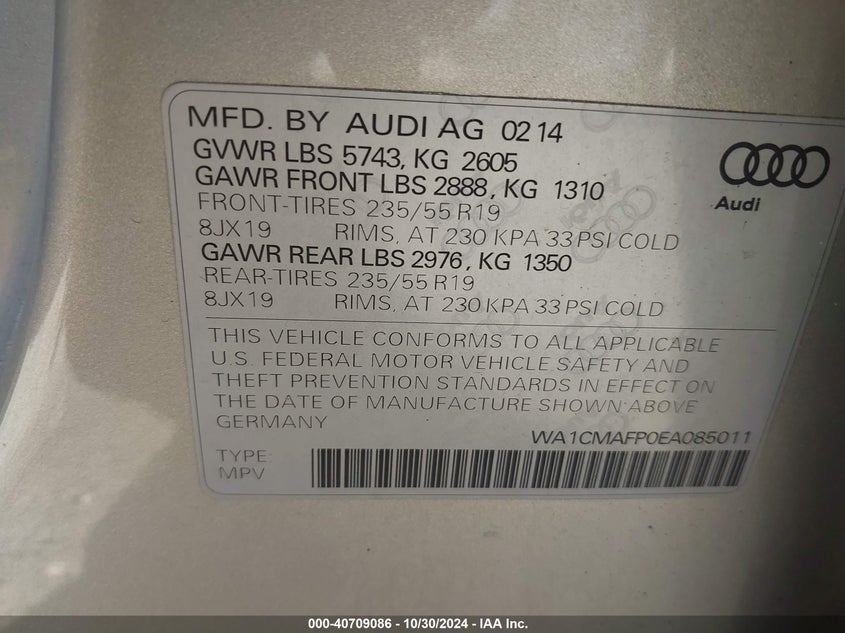 MFD. BY AUDI AG 02 14
GVWR LBS 5743, KG 2605
GAWR FRONT LBS 2888, KG 1310
FRONT-TIRES 235/55 R19
8JX19 RIMS, AT 230 KPA 33 PSI COLD
GAWR REAR LBS 2976, KG 1350
REAR-TIRES 235/55 R19
8JX19 RIMS, AT 230 KPA 33 PSI COLD
Audi
THIS VEHICLE CONFORMS TO ALL APPLICABLE
U.S. FEDERAL MOTOR VEHICLE SAFETY AND
THEFT PREVENTION STANDARDS IN EFFECT ON
THE DATE OF MANUFACTURE SHOWN ABOVE
GERMANY
WA1CMAFP0EA085011
TYPE:
MPV
000-40709086 - 10/30/2024 - IAA Inc.